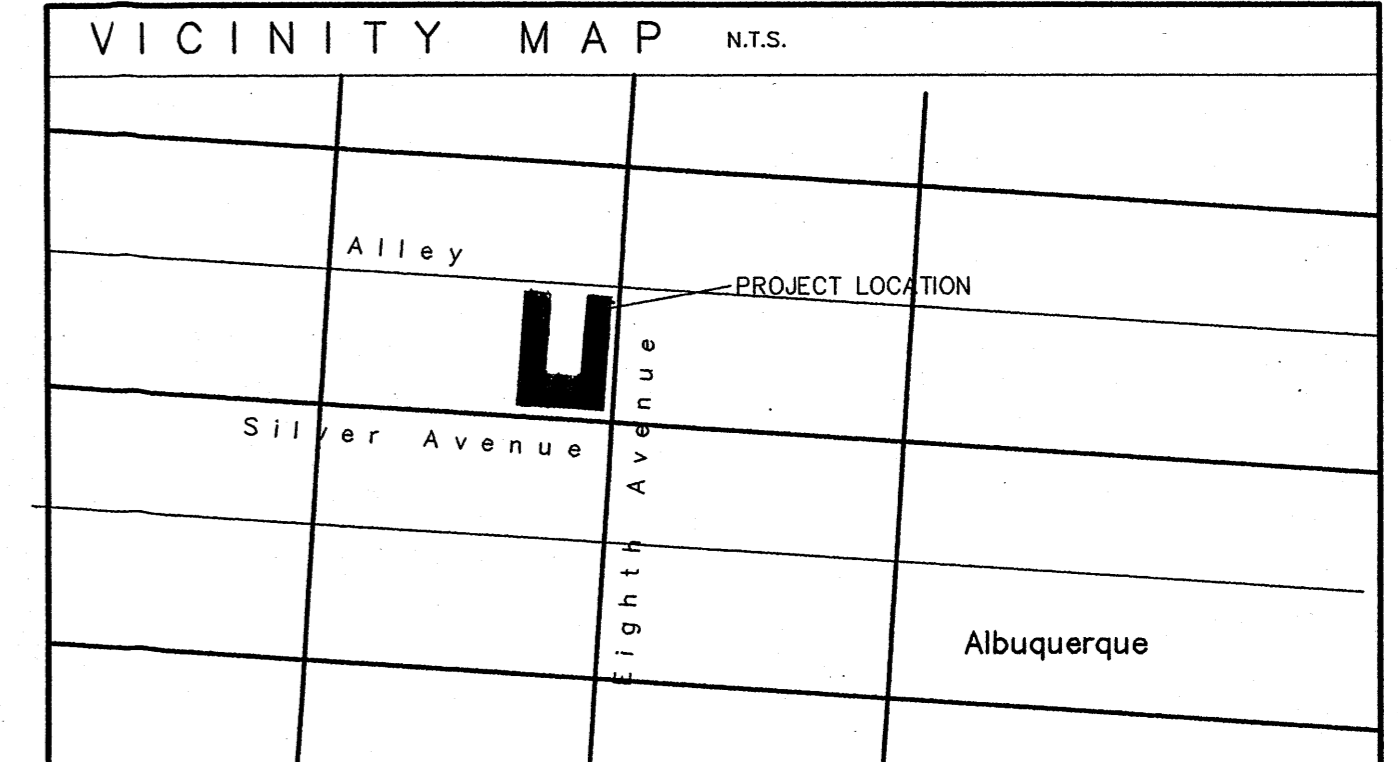 VICINITY MAP N.T.S.
Alley
PROJECT LOCATION
Silver Avenue
Eighth Avenue
Albuquerque